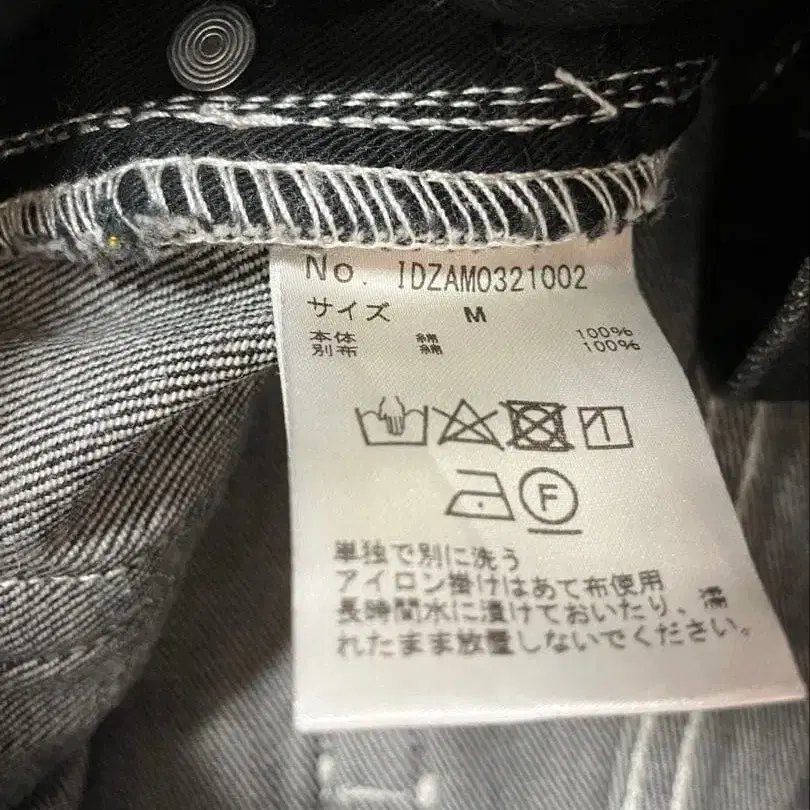 No. IDZAM0321002
サイズ M
本体 綿 100%
別布 綿 100%
F
単独で別に洗う
アイロン掛けはあて布使用
長時間水に漬けておいたり、濡
れたまま放置しないでください。